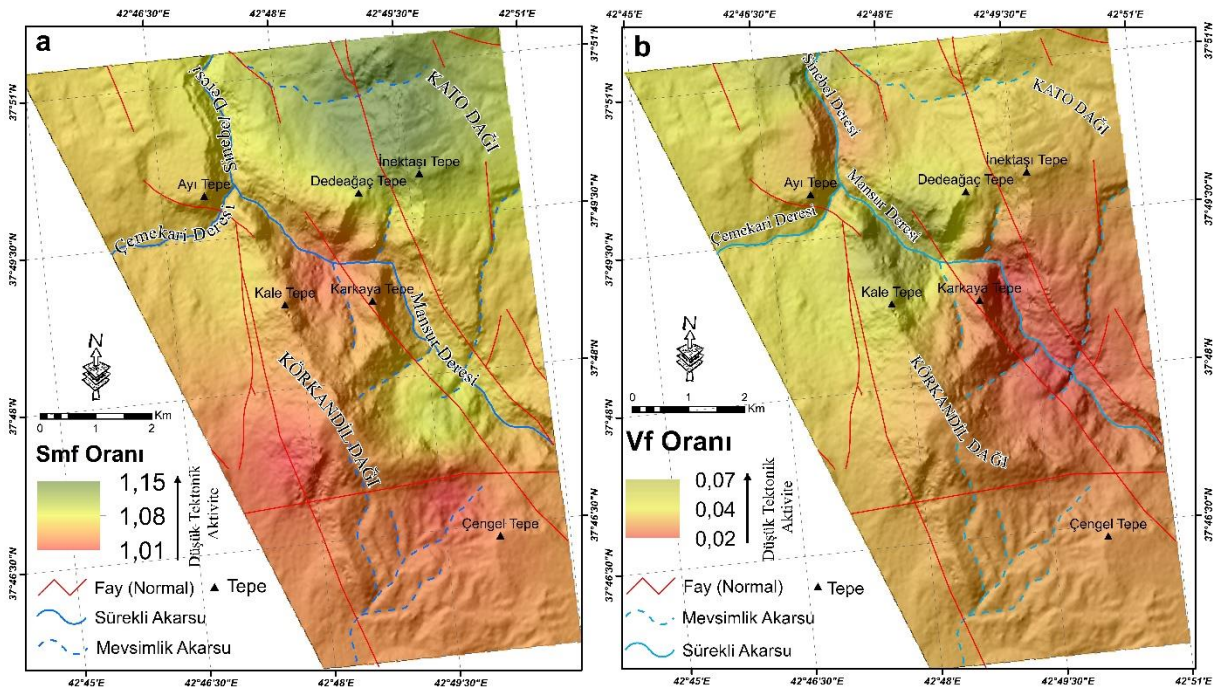 42°46'30"E 42°48'E 42°49'30"E 42°51'E
a
37°51'N
37°51'N
37°49'30"N
37°49'30"N
37°48'N
37°48'N
37°46'30"N
37°46'30"N
Sinebel Deresi
Sinebel Deresi
KATO DAĞI
İnektaşı Tepe
Dedeağaç Tepe
Ayı Tepe
Çemekari Deresi
Kale Tepe
Karkaya Tepe
Mansur Deresi
KÖRKANDİL DAĞI
Çengel Tepe
N
0 1 2 Km
Smf Oranı
1,15
1,08
1,01
Düşük Tektonik
Aktivite
Fay (Normal)
Tepe
Sürekli Akarsu
Mevsimlik Akarsu
42°45'E 42°46'30"E 42°48'E 42°49'30"E
42°45'E 42°46'30"E 42°48'E 42°49'30"E 42°51'E
b
37°51'N
37°51'N
37°49'30"N
37°49'30"N
37°48'N
37°48'N
37°46'30"N
37°46'30"N
Sinebel Deresi
KATO DAĞI
İnektaşı Tepe
Dedeağaç Tepe
Ayı Tepe
Mansur Deresi
Çemekari Deresi
Kale Tepe
Karkaya Tepe
KÖRKANDİL DAĞI
Çengel Tepe
N
0 1 2 Km
Vf Oranı
0,07
0,04
0,02
Düşük Tektonik
Aktivite
Fay (Normal)
Tepe
Mevsimlik Akarsu
Sürekli Akarsu
42°46'30"E 42°48'E 42°49'30"E 42°51'E